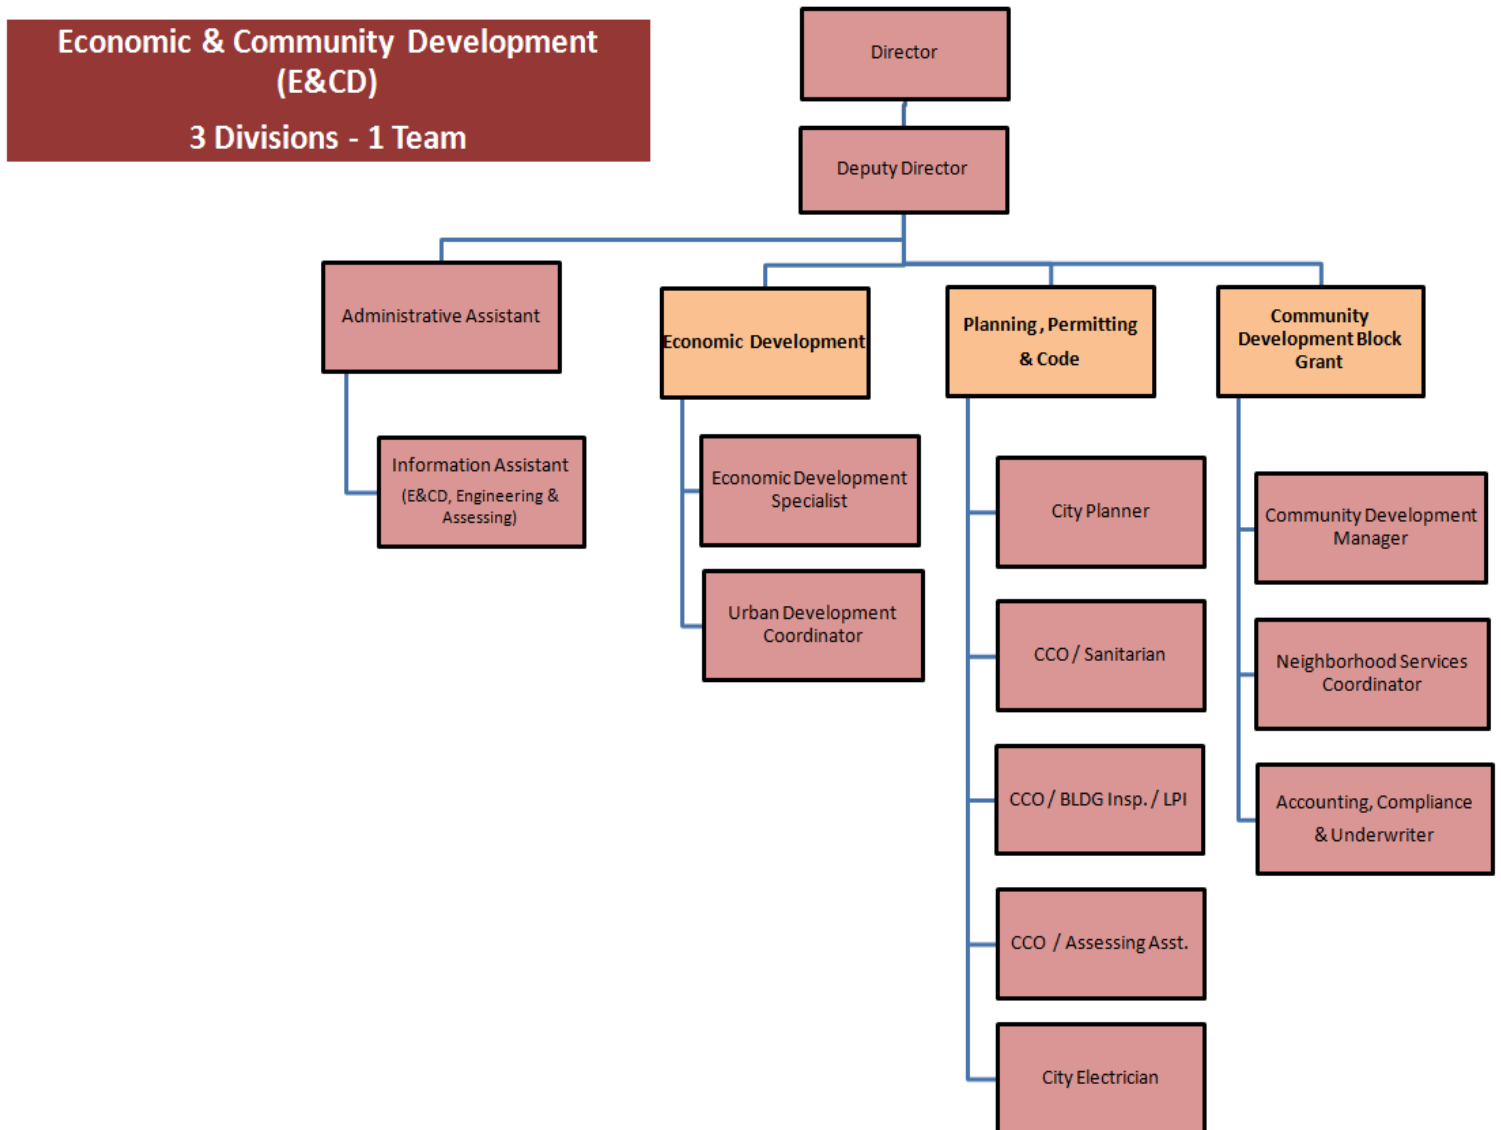 Economic & Community Development
(E&CD)
3 Divisions - 1 Team
Director
Deputy Director
Administrative Assistant
Information Assistant
(E&CD, Engineering &
Assessing)
Economic Development
Economic Development
Specialist
Urban Development
Coordinator
Planning, Permitting
& Code
City Planner
CCO / Sanitarian
CCO / BLDG Insp. / LPI
CCO / Assessing Asst.
City Electrician
Community
Development Block
Grant
Community Development
Manager
Neighborhood Services
Coordinator
Accounting, Compliance
& Underwriter